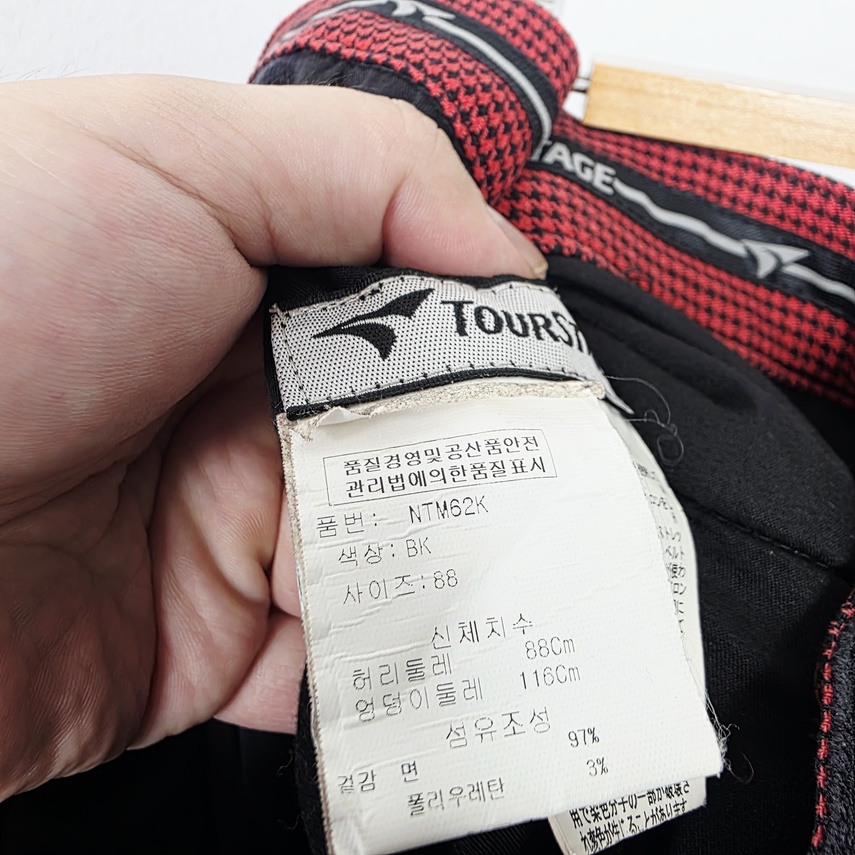 TAGE
TOURST
품질경영및공산품안전
관리법에의한품질표시
품번: NTM62K
색상: BK
사이즈:88
신체치수
허리둘레 88Cm
엉덩이둘레 116Cm
섬유조성
겉감 면 97%
폴리우레탄 3%